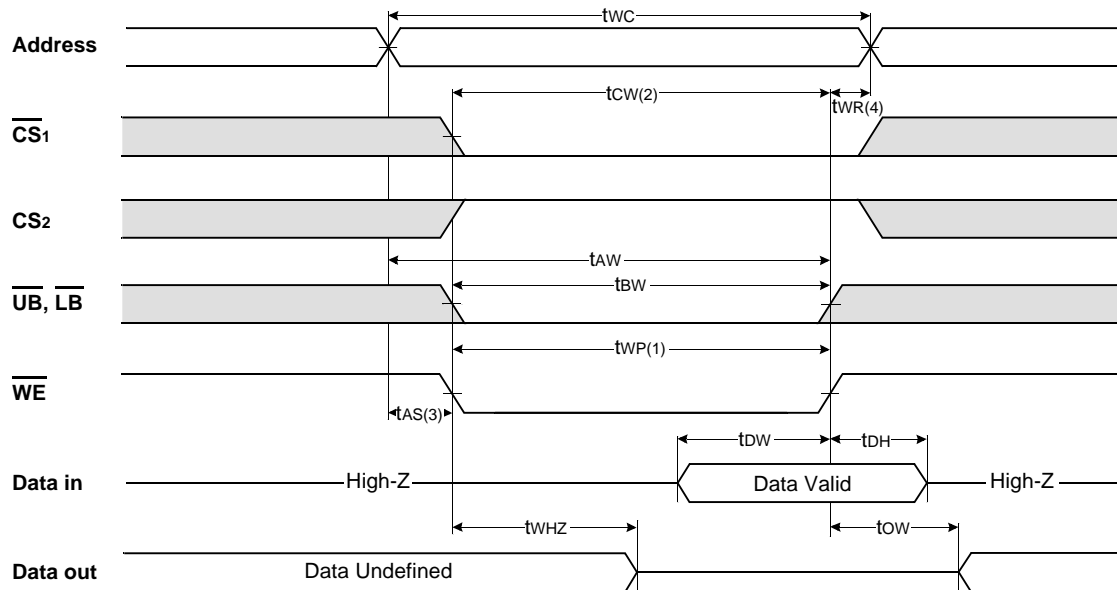 tWC
Address
tCW(2)
tWR(4)
CS1
CS2
tAW
tBW
UB, LB
tWP(1)
WE
tAS(3)
tDW
tDH
Data in
High-Z
Data Valid
High-Z
tWHZ
tOW
Data out
Data Undefined